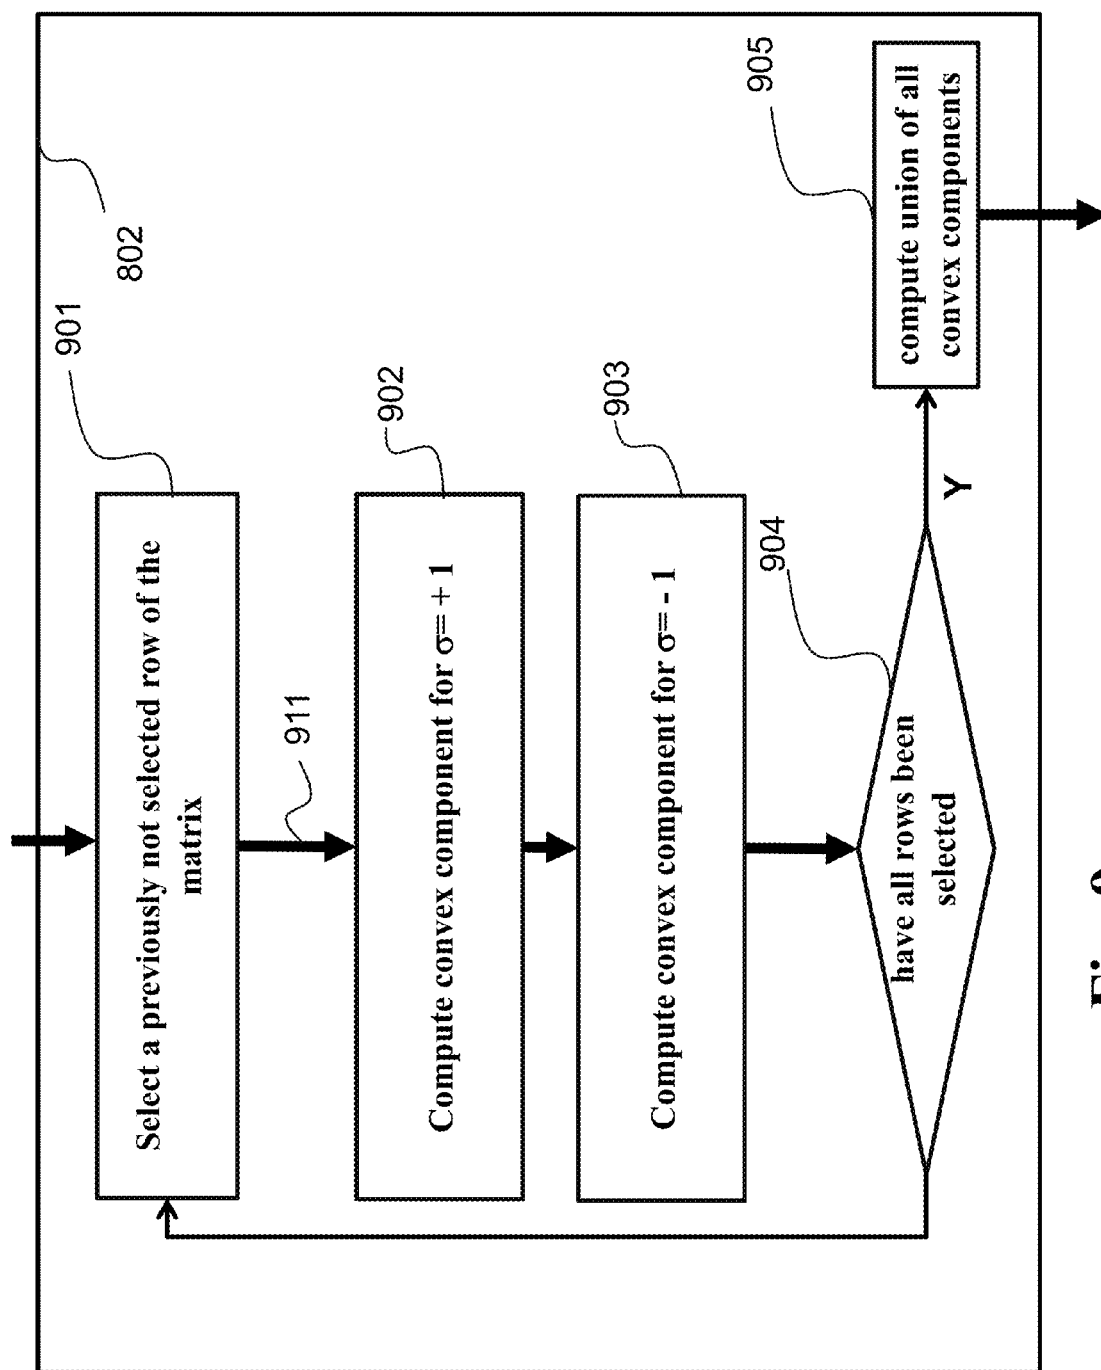 802
901
Select a previously not selected row of the
matrix
911
902
Compute convex component for σ= + 1
903
Compute convex component for σ= - 1
904
have all rows been
selected
Y
905
compute union of all
convex components